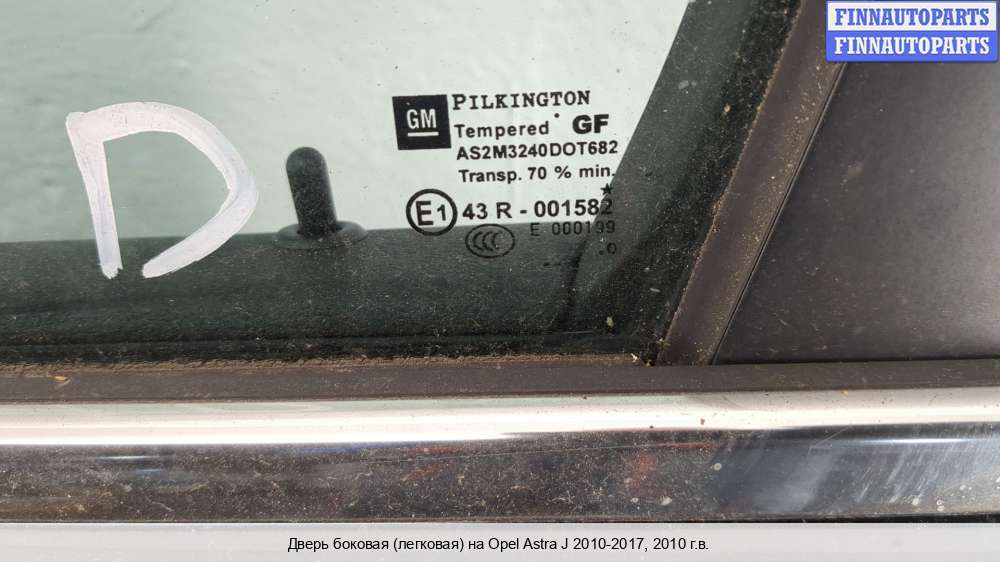 FINNAUTOPARTS
FINNAUTOPARTS
D
GM
PILKINGTON
Tempered GF
AS2M3240DOT682
Transp. 70 % min.
E1 43 R - 001582
E 000199
CCC
Дверь боковая (легковая) на Opel Astra J 2010-2017, 2010 г.в.